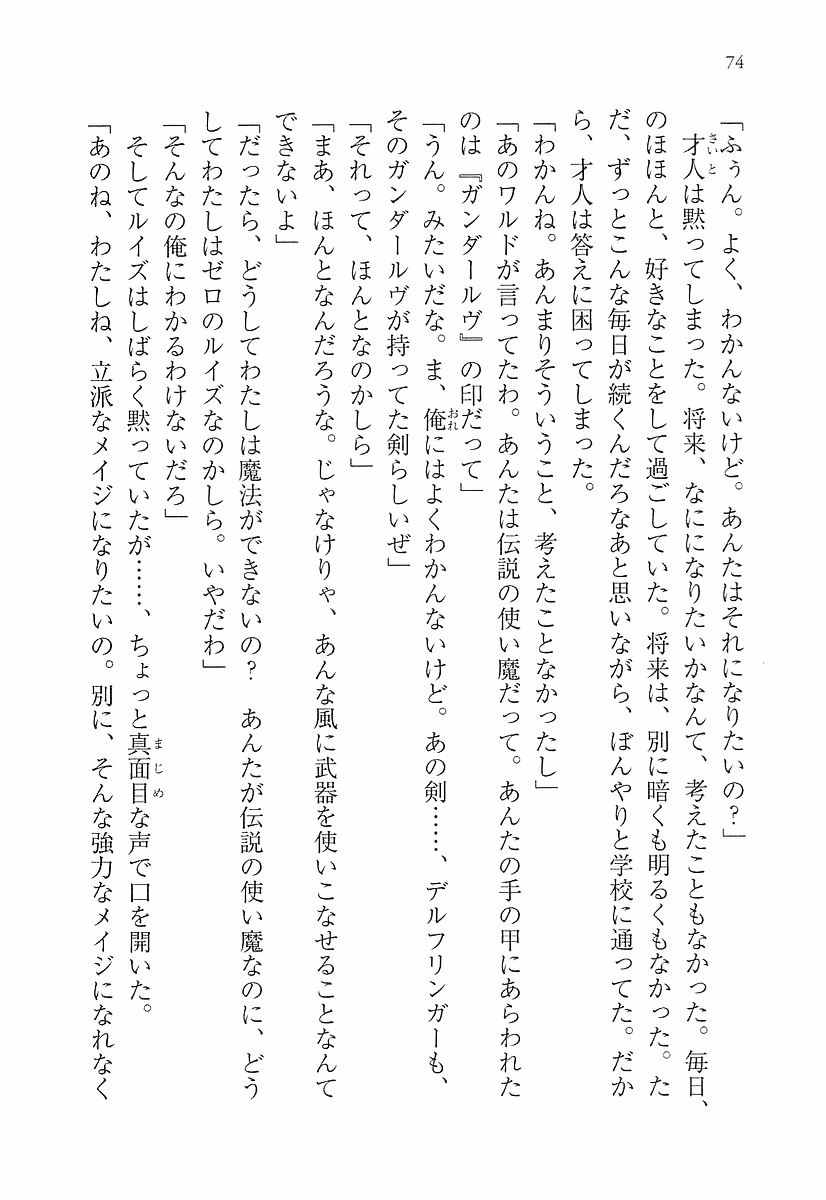 74
「ふぅん。よく、わかんないけど。あんたはそれになりたいの？」
　才人は黙ってしまった。将来、なにになりたいかなんて、考えたこともなかった。毎日、
のほほんと、好きなことをして過ごしていた。将来は、別に暗くも明るくもなかった。た
だ、ずっとこんな毎日が続くんだろなあと思いながら、ぼんやりと学校に通ってた。だか
ら、才人は答えに困ってしまった。
「わかんね。あんまりそういうこと、考えたことなかったし」
「あのワルドが言ってたわ。あんたは伝説の使い魔だって。あんたの手の甲にあらわれた
のは『ガンダールヴ』の印だって」
「うん。みたいだな。ま、俺にはよくわかんないけど。あの剣……、デルフリンガーも、
そのガンダールヴが持ってた剣らしいぜ」
「それって、ほんとなのかしら」
「まあ、ほんとなんだろうな。じゃなけりゃ、あんな風に武器を使いこなせることなんて
できないよ」
「だったら、どうしてわたしは魔法ができないの？　あんたが伝説の使い魔なのに、どう
してわたしはゼロのルイズなのかしら。いやだわ」
「そんなの俺にわかるわけないだろ」
　そしてルイズはしばらく黙っていたが……、ちょっと真面目な声で口を開いた。
「あのね、わたしね、立派なメイジになりたいの。別に、そんな強力なメイジになれなく